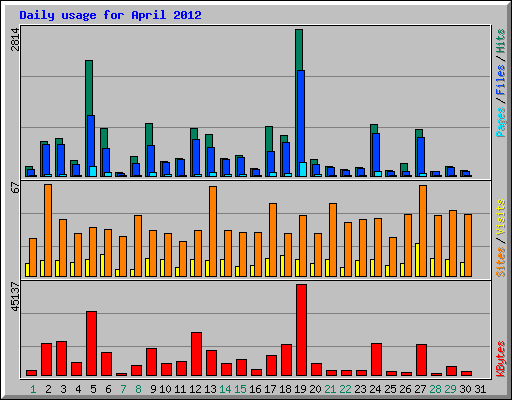 Daily usage for April 2012
2814
Pages / Files / Hits
67
Sites / Visits
45137
KBytes
1 2 3 4 5 6 7 8 9 10 11 12 13 14 15 16 17 18 19 20 21 22 23 24 25 26 27 28 29 30 31